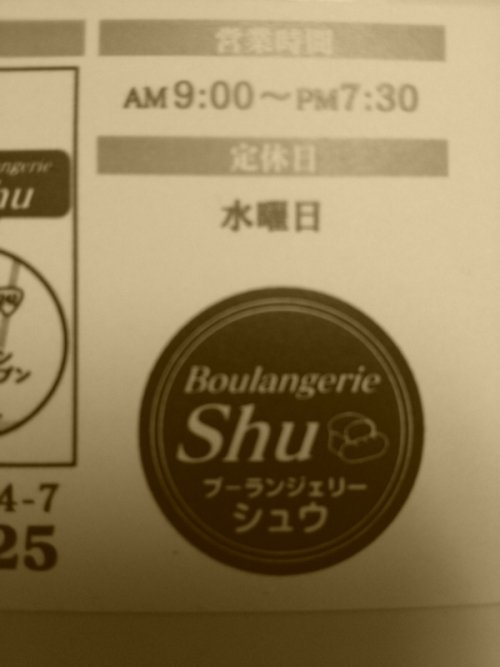 営業時間
AM9:00～PM7:30
定休日
水曜日
Shu
Boulangerie
Shu
ブーランジェリー
シュウ
4-7
25